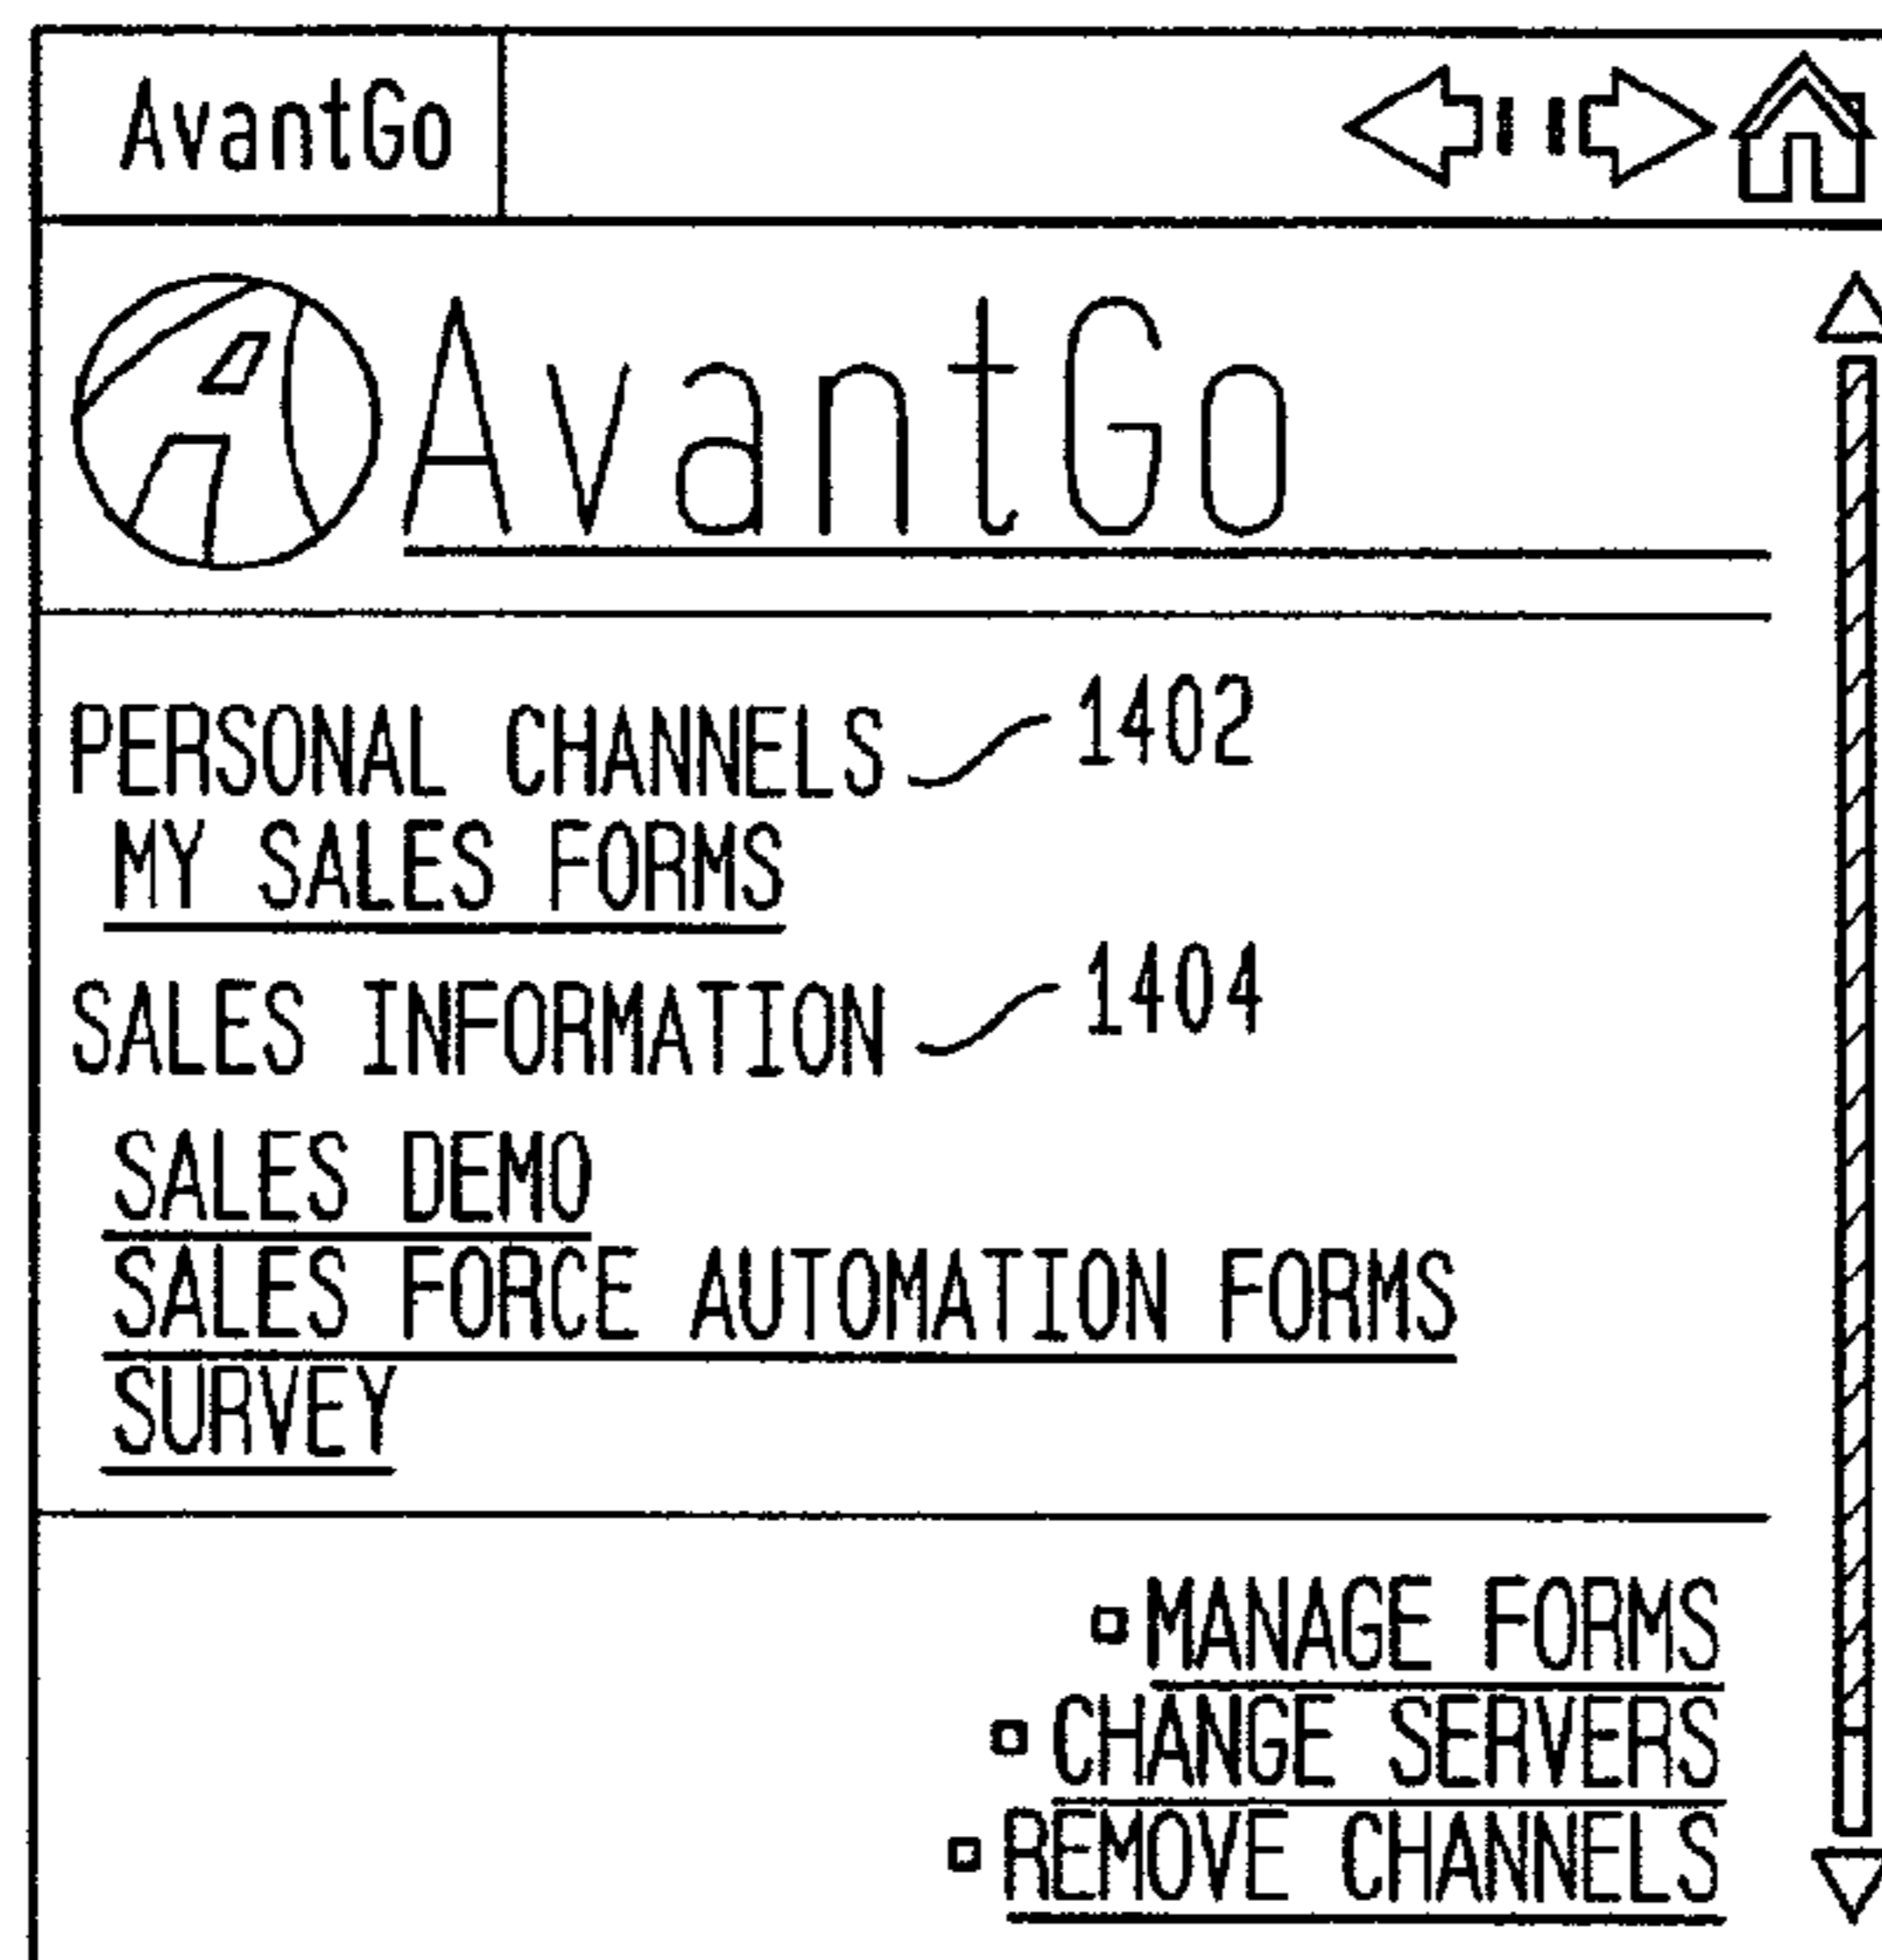 AvantGo
AvantGo
PERSONAL CHANNELS 1402
MY SALES FORMS
SALES INFORMATION 1404
SALES DEMO
SALES FORCE AUTOMATION FORMS
SURVEY
MANAGE FORMS
CHANGE SERVERS
REMOVE CHANNELS